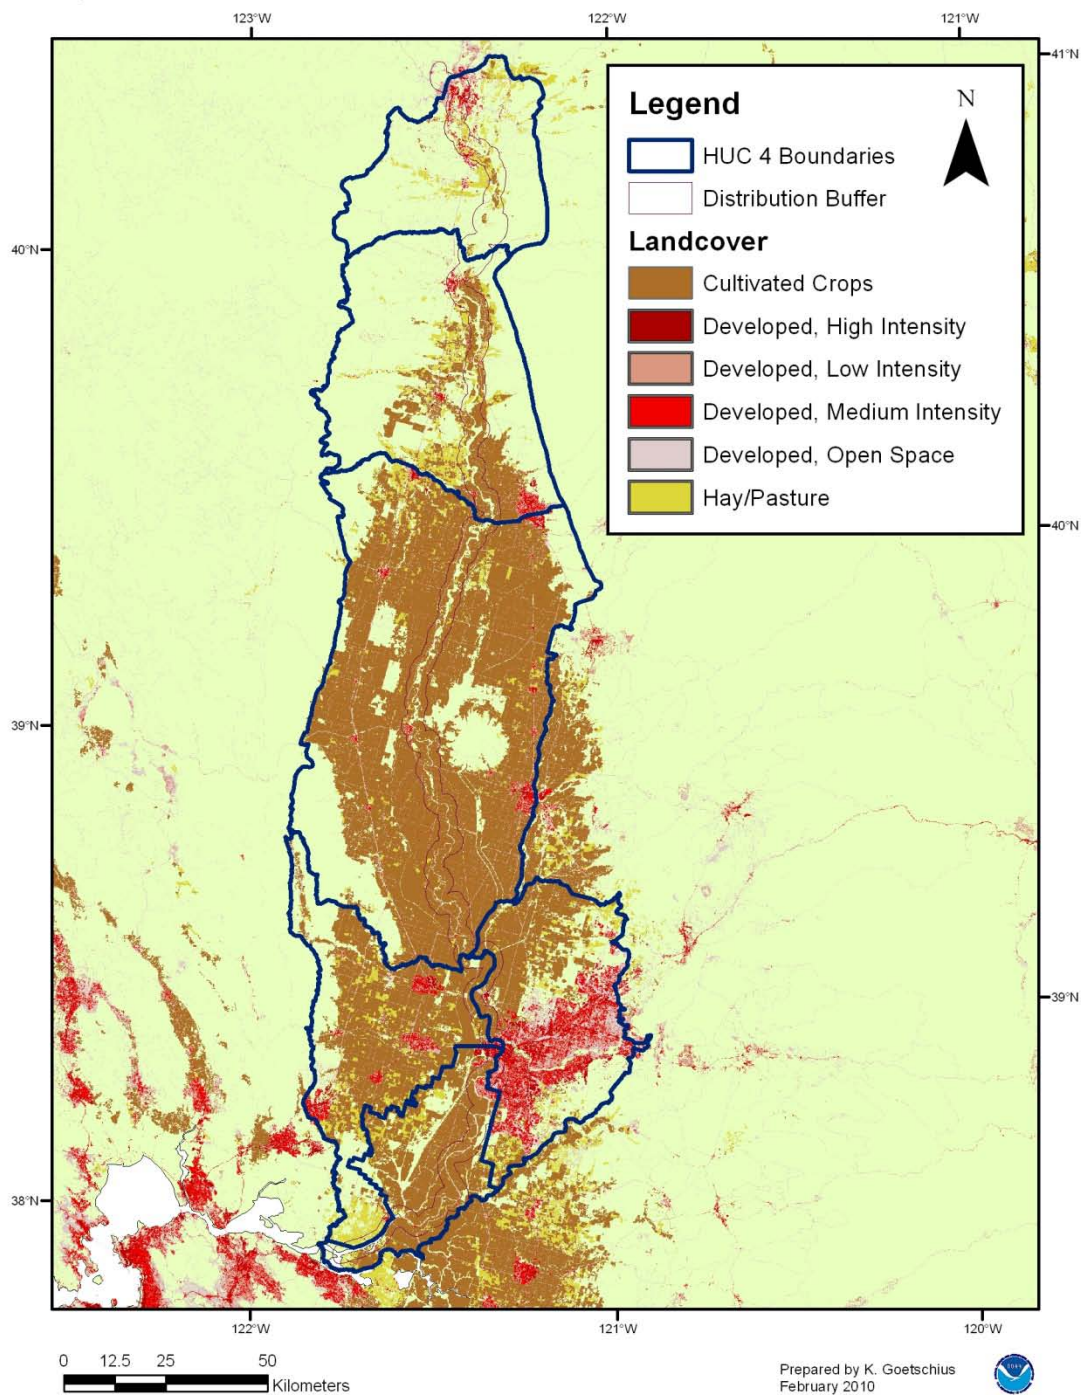 123°W 122°W 121°W
41°N
Legend
N
HUC 4 Boundaries
Distribution Buffer
Landcover
40°N
Cultivated Crops
Developed, High Intensity
Developed, Low Intensity
Developed, Medium Intensity
Developed, Open Space
Hay/Pasture
40°N
39°N
39°N
38°N
38°N
122°W 121°W 120°W
0 12.5 25 50
Kilometers
Prepared by K. Goetschius
February 2010